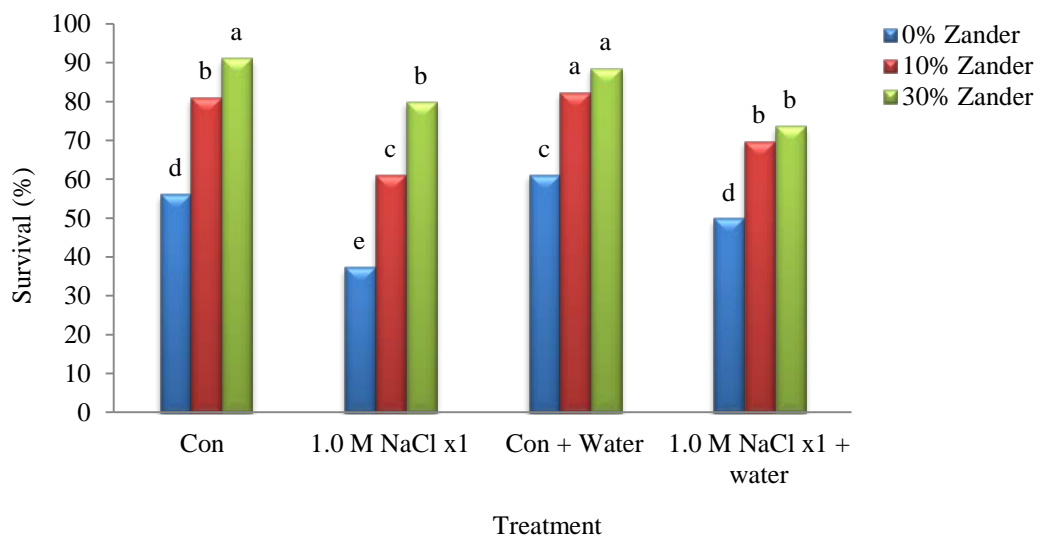 100
90
80
70
60
50
40
30
20
10
0
Survival (%)
d
b
a
e
c
b
c
a
a
d
b
b
Con
1.0 M NaCl x1
Con + Water
1.0 M NaCl x1 +
water
Treatment
0% Zander
10% Zander
30% Zander